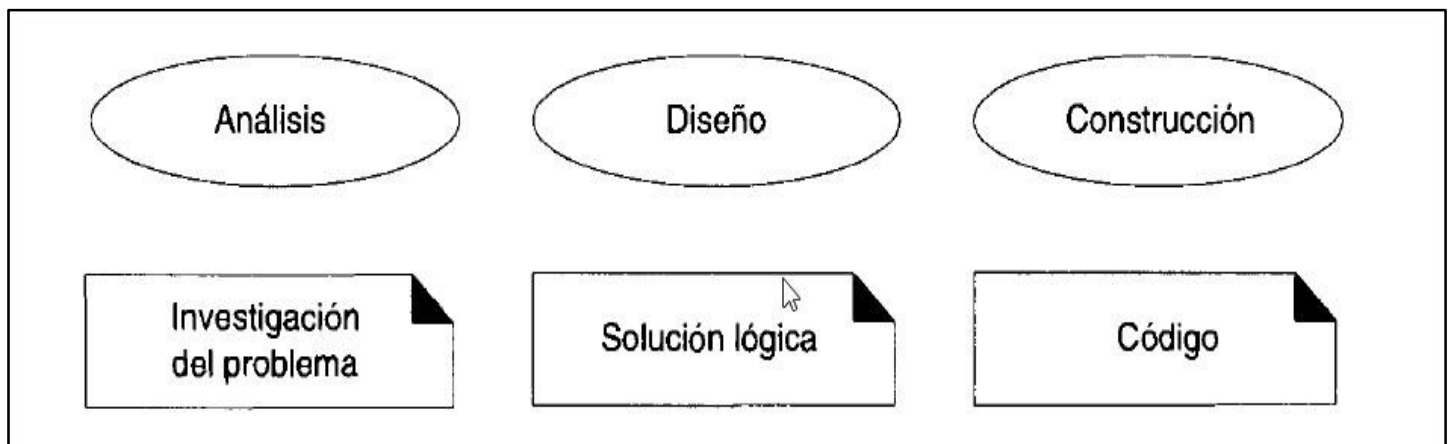 Análisis
Diseño
Construcción
Investigación
del problema
Solución lógica
Código